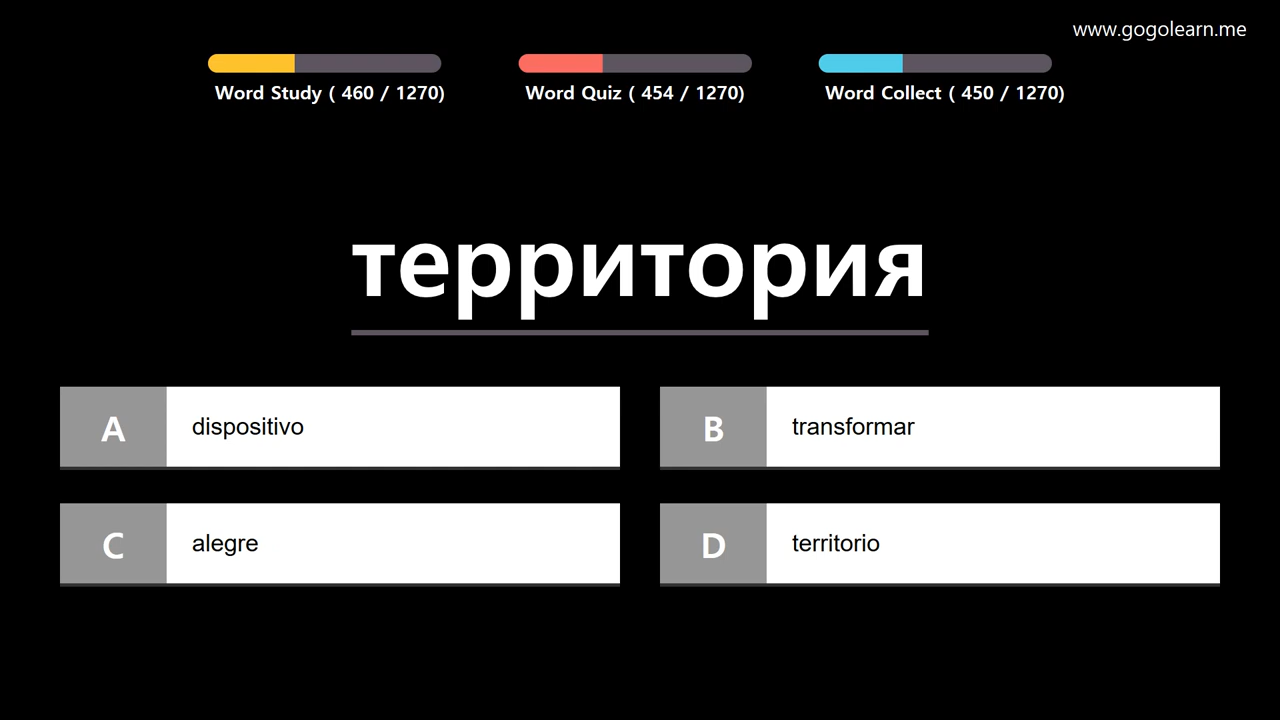 www.gogolearn.me
Word Study ( 460 / 1270)
Word Quiz ( 454 / 1270)
Word Collect ( 450 / 1270)
территория
A dispositivo
B transformar
C alegre
D territorio